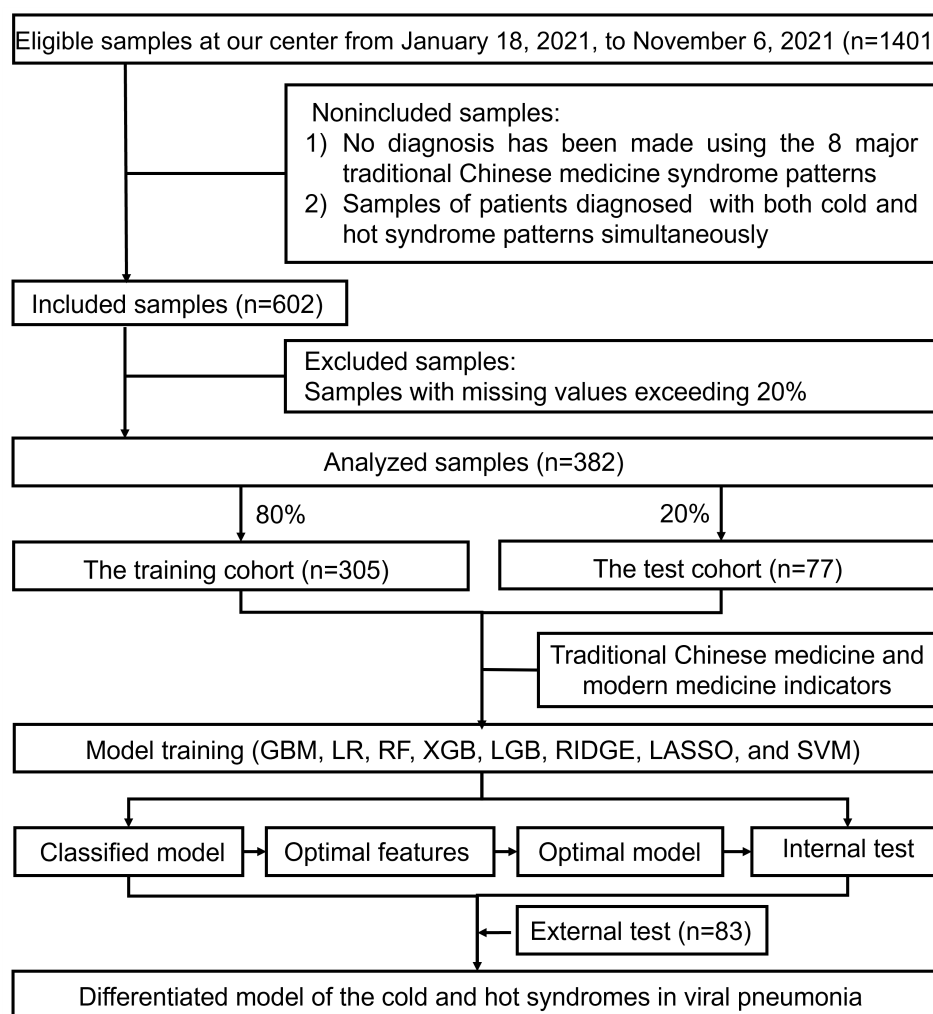 Eligible samples at our center from January 18, 2021, to November 6, 2021 (n=1401
Nonincluded samples:
1) No diagnosis has been made using the 8 major
traditional Chinese medicine syndrome patterns
2) Samples of patients diagnosed with both cold and
hot syndrome patterns simultaneously
Included samples (n=602)
Excluded samples:
Samples with missing values exceeding 20%
Analyzed samples (n=382)
80%
20%
The training cohort (n=305)
The test cohort (n=77)
Traditional Chinese medicine and
modern medicine indicators
Model training (GBM, LR, RF, XGB, LGB, RIDGE, LASSO, and SVM)
Classified model
Optimal features
Optimal model
Internal test
External test (n=83)
Differentiated model of the cold and hot syndromes in viral pneumonia